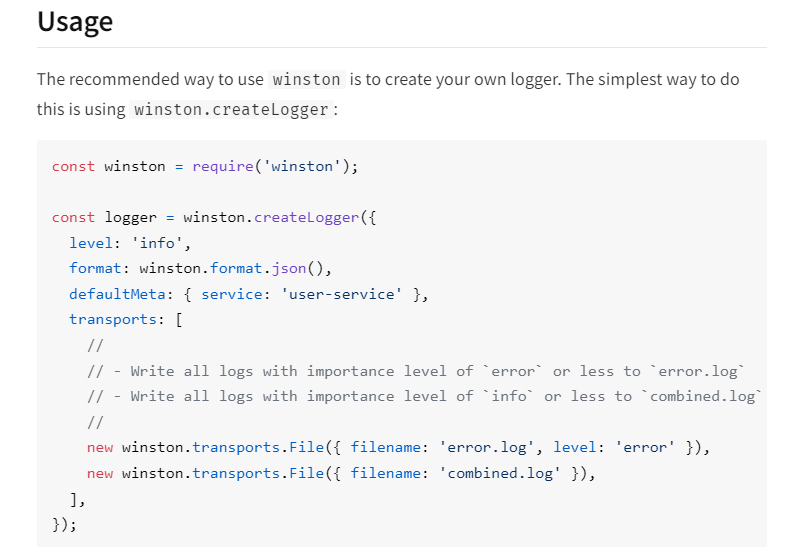 Usage
The recommended way to use winston is to create your own logger. The simplest way to do
this is using winston.createLogger :
const winston = require('winston');
const logger = winston.createLogger({
  level: 'info',
  format: winston.format.json(),
  defaultMeta: { service: 'user-service' },
  transports: [
    //
    // - Write all logs with importance level of `error` or less to `error.log`
    // - Write all logs with importance level of `info` or less to `combined.log`
    //
    new winston.transports.File({ filename: 'error.log', level: 'error' }),
    new winston.transports.File({ filename: 'combined.log' }),
  ],
});